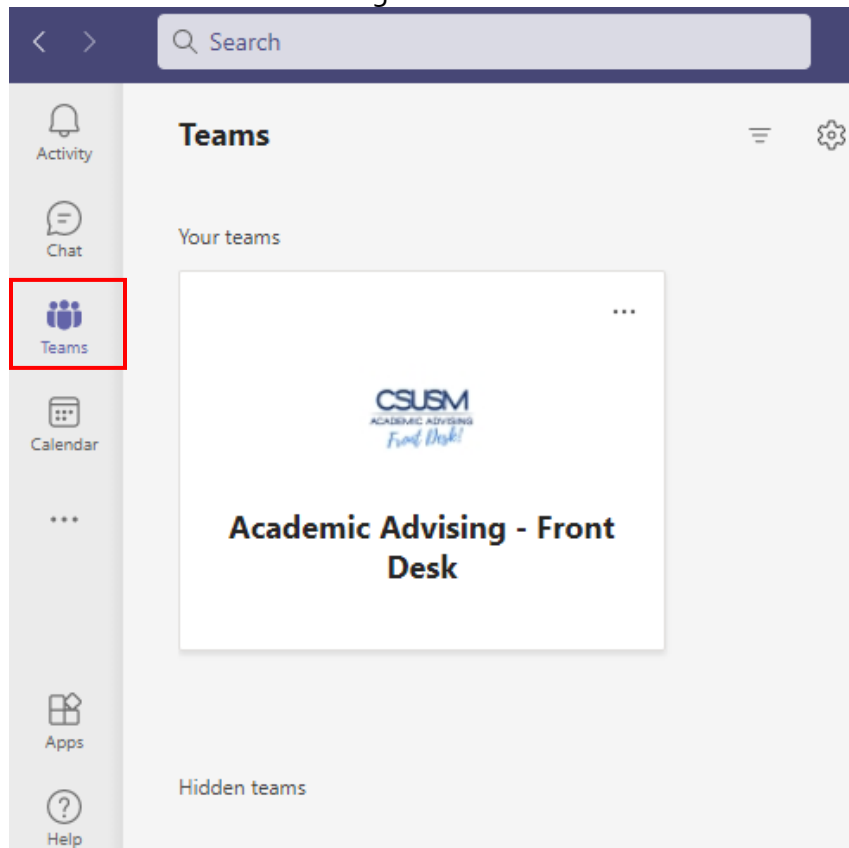 Search
Activity
Teams
Chat
Your teams
Teams
CSUSM
ACADEMIC ADVISING
Front Desk!
Calendar
Academic Advising - Front
Desk
Apps
Hidden teams
Help